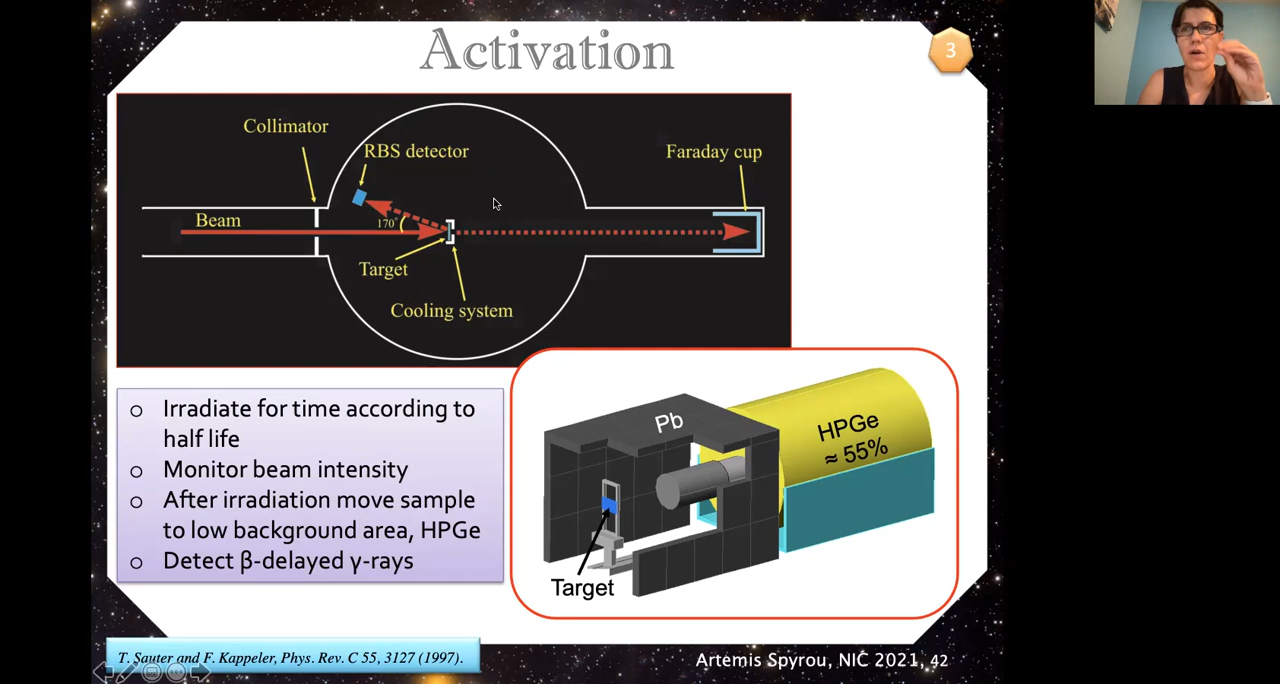 Activation
3
Collimator
RBS detector
Faraday cup
Beam
170°
Target
Cooling system
o Irradiate for time according to
half life
o Monitor beam intensity
o After irradiation move sample
to low background area, HPGe
o Detect β-delayed γ-rays
Pb
HPGe
≈ 55%
Target
T. Sauter and F. Kappeler, Phys. Rev. C 55, 3127 (1997).
Artemis Spyrou, NIC 2021, 42